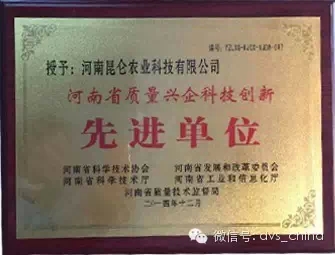 授予：河南昆仑农业科技有限公司
河南省质量兴企科技创新
先进单位
河南省科学技术协会 河南省发展和改革委员会
河南省科学技术厅 河南省工业和信息化厅
河南省质量技术监督局
二〇一四年十二月
微信号: dvs_china